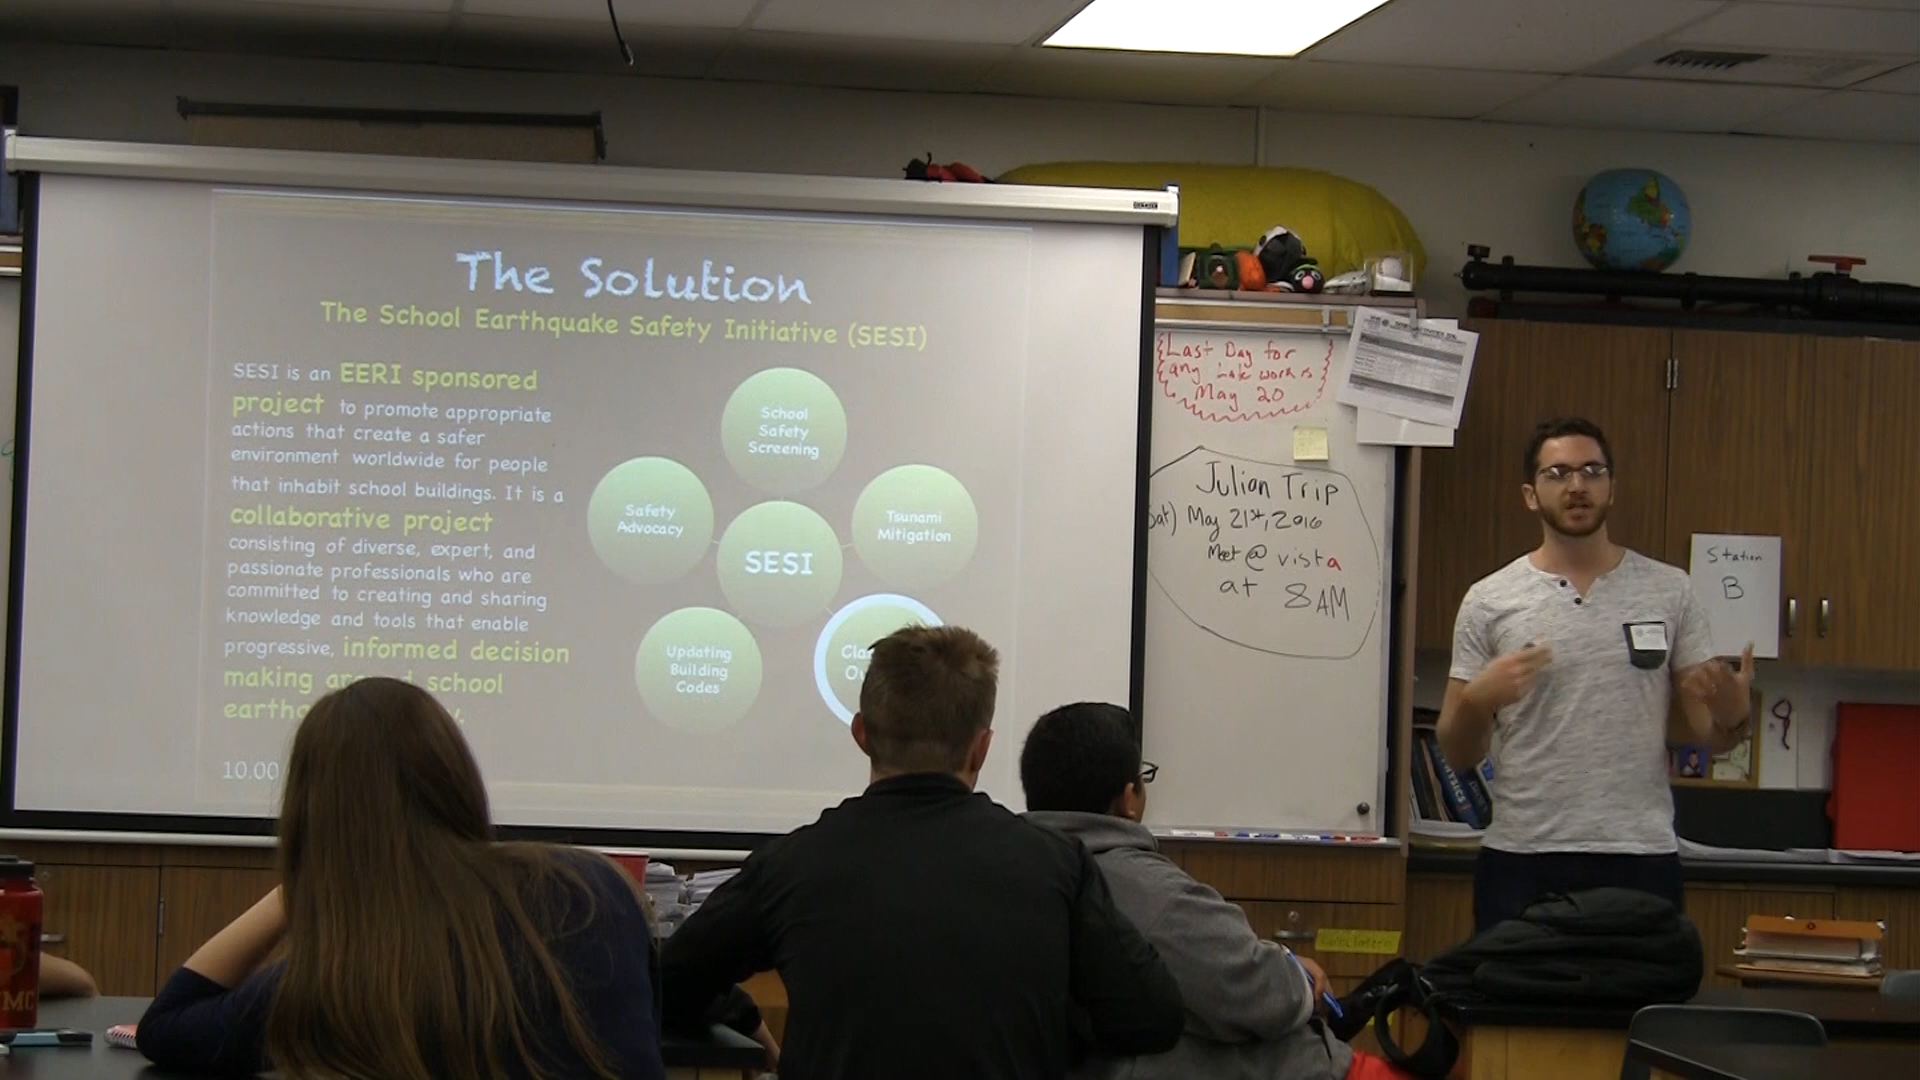 The Solution
The School Earthquake Safety Initiative (SESI)
SESI is an EERI sponsored
project to promote appropriate
actions that create a safer
environment worldwide for people
that inhabit school buildings. It is a
collaborative project
consisting of diverse, expert, and
passionate professionals who are
committed to creating and sharing
knowledge and tools that enable
progressive, informed decision
making school
10.00
School
Safety
Screening
Safety
Advocacy
Tsunami
Mitigation
SESI
Updating
Building
Codes
Last Day for
any Late work is
May 20
Julian Trip
May 21st, 2016
Meet @ vista
at 8AM
Station
B